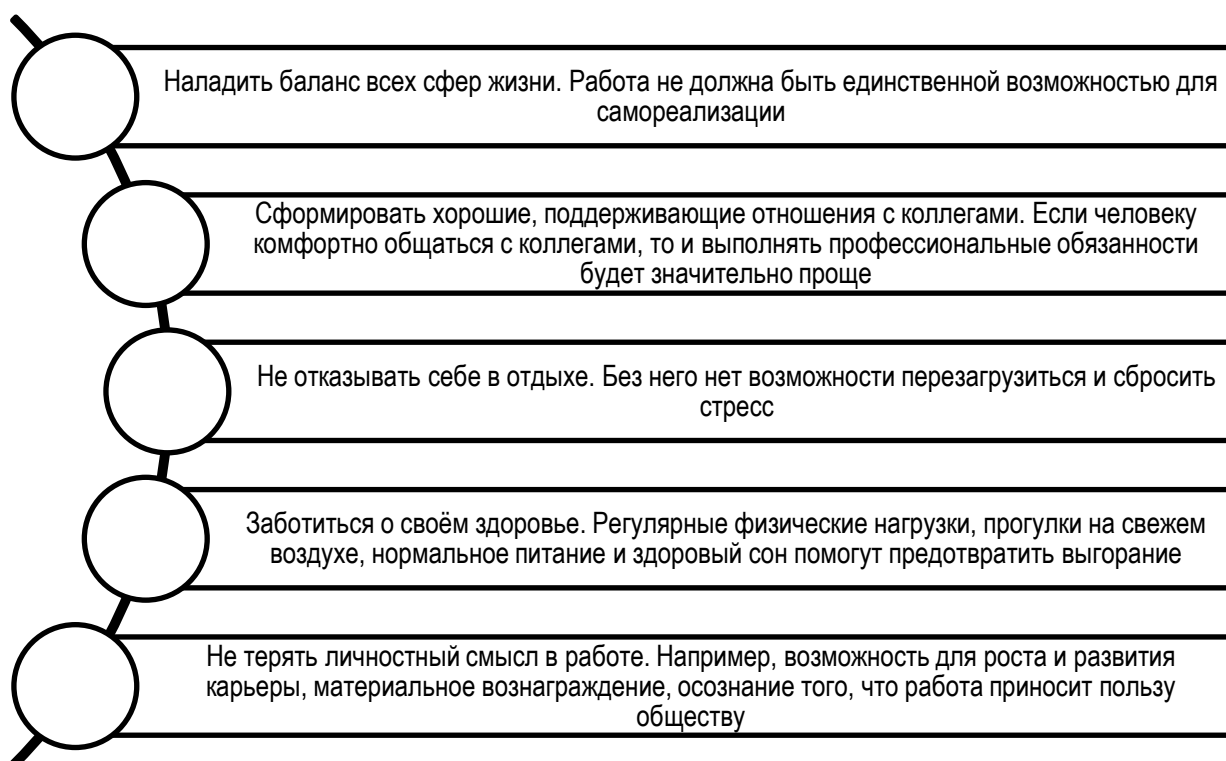 Наладить баланс всех сфер жизни. Работа не должна быть единственной возможностью для
самореализации
Сформировать хорошие, поддерживающие отношения с коллегами. Если человеку
комфортно общаться с коллегами, то и выполнять профессиональные обязанности
будет значительно проще
Не отказывать себе в отдыхе. Без него нет возможности перезагрузиться и сбросить
стресс
Заботиться о своём здоровье. Регулярные физические нагрузки, прогулки на свежем
воздухе, нормальное питание и здоровый сон помогут предотвратить выгорание
Не терять личностный смысл в работе. Например, возможность для роста и развития
карьеры, материальное вознаграждение, осознание того, что работа приносит пользу
обществу